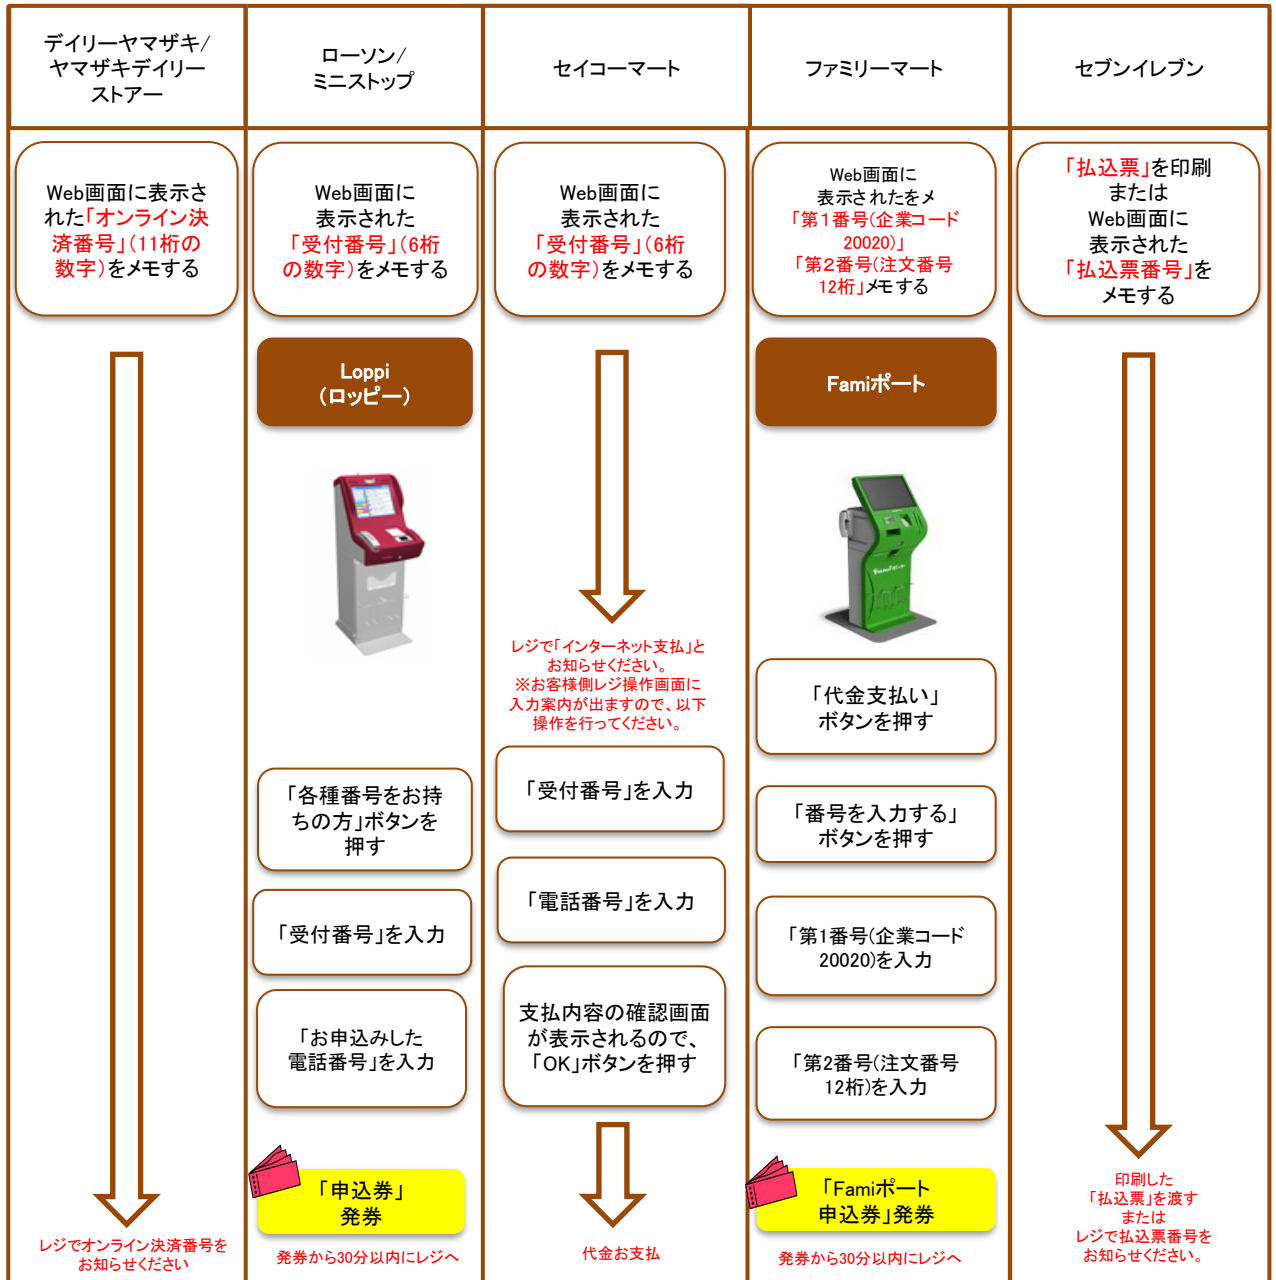 デイリーヤマザキ/
ヤマザキデイリー
ストアー
ローソン/
ミニストップ
セイコーマート
ファミリーマート
セブンイレブン
Web画面に表示さ
れた「オンライン決
済番号」(11桁の
数字)をメモする
Web画面に
表示された
「受付番号」(6桁
の数字)をメモする
Web画面に
表示された
「受付番号」(6桁
の数字)をメモする
Web画面に
表示されたをメ
「第1番号(企業コード
20020)」
「第2番号(注文番号
12桁」メモする
「払込票」を印刷
または
Web画面に
表示された
「払込票番号」を
メモする
Loppi
(ロッピー)
Famiポート
レジで「インターネット支払」と
お知らせください。
※お客様側レジ操作画面に
入力案内が出ますので、以下
操作を行ってください。
「各種番号をお持
ちの方」ボタンを
押す
「受付番号」を入力
「お申込みした
電話番号」を入力
「受付番号」を入力
「電話番号」を入力
支払内容の確認画面
が表示されるので、
「OK」ボタンを押す
「代金支払い」
ボタンを押す
「番号を入力する」
ボタンを押す
「第1番号(企業コード
20020)を入力
「第2番号(注文番号
12桁)を入力
レジでオンライン決済番号を
お知らせください
「申込券」
発券
発券から30分以内にレジへ
代金お支払
「Famiポート
申込券」発券
発券から30分以内にレジへ
印刷した
「払込票」を渡す
または
レジで払込票番号を
お知らせください。